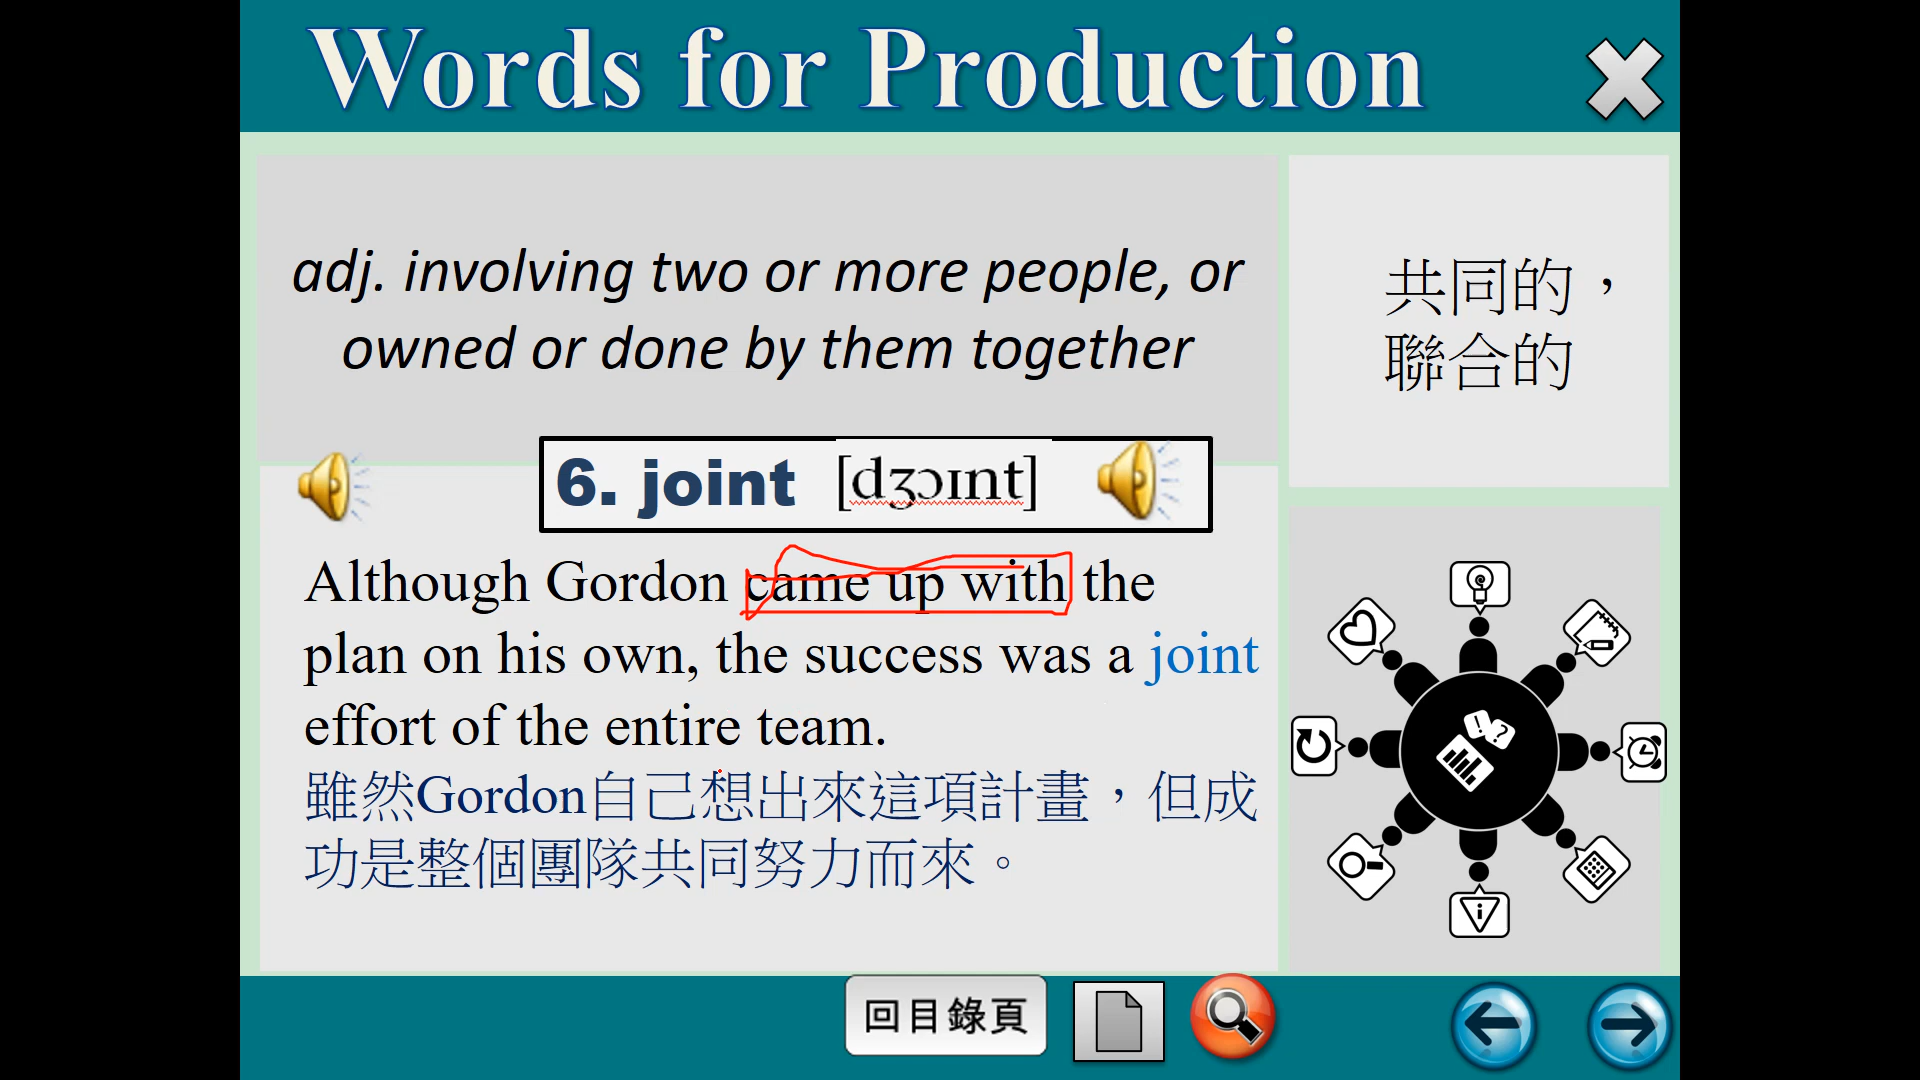 Words for Production
adj. involving two or more people, or
owned or done by them together
共同的，
聯合的
6. joint [dʒɔɪnt]
Although Gordon came up with the
plan on his own, the success was a joint
effort of the entire team.
雖然Gordon自己想出來這項計畫，但成
功是整個團隊共同努力而來。
回目錄頁